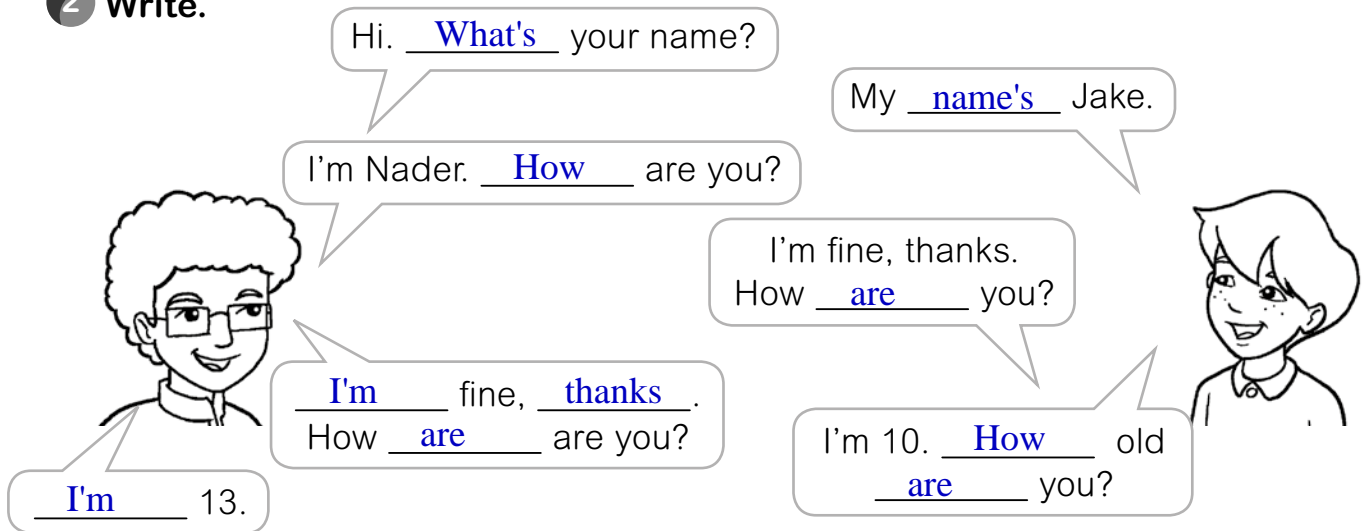 2 Write.
Hi. What's your name?
My name's Jake.
I'm Nader. How are you?
I'm fine, thanks.
How are you?
I'm fine, thanks.
How are are you?
I'm 10. How old
are you?
I'm 13.